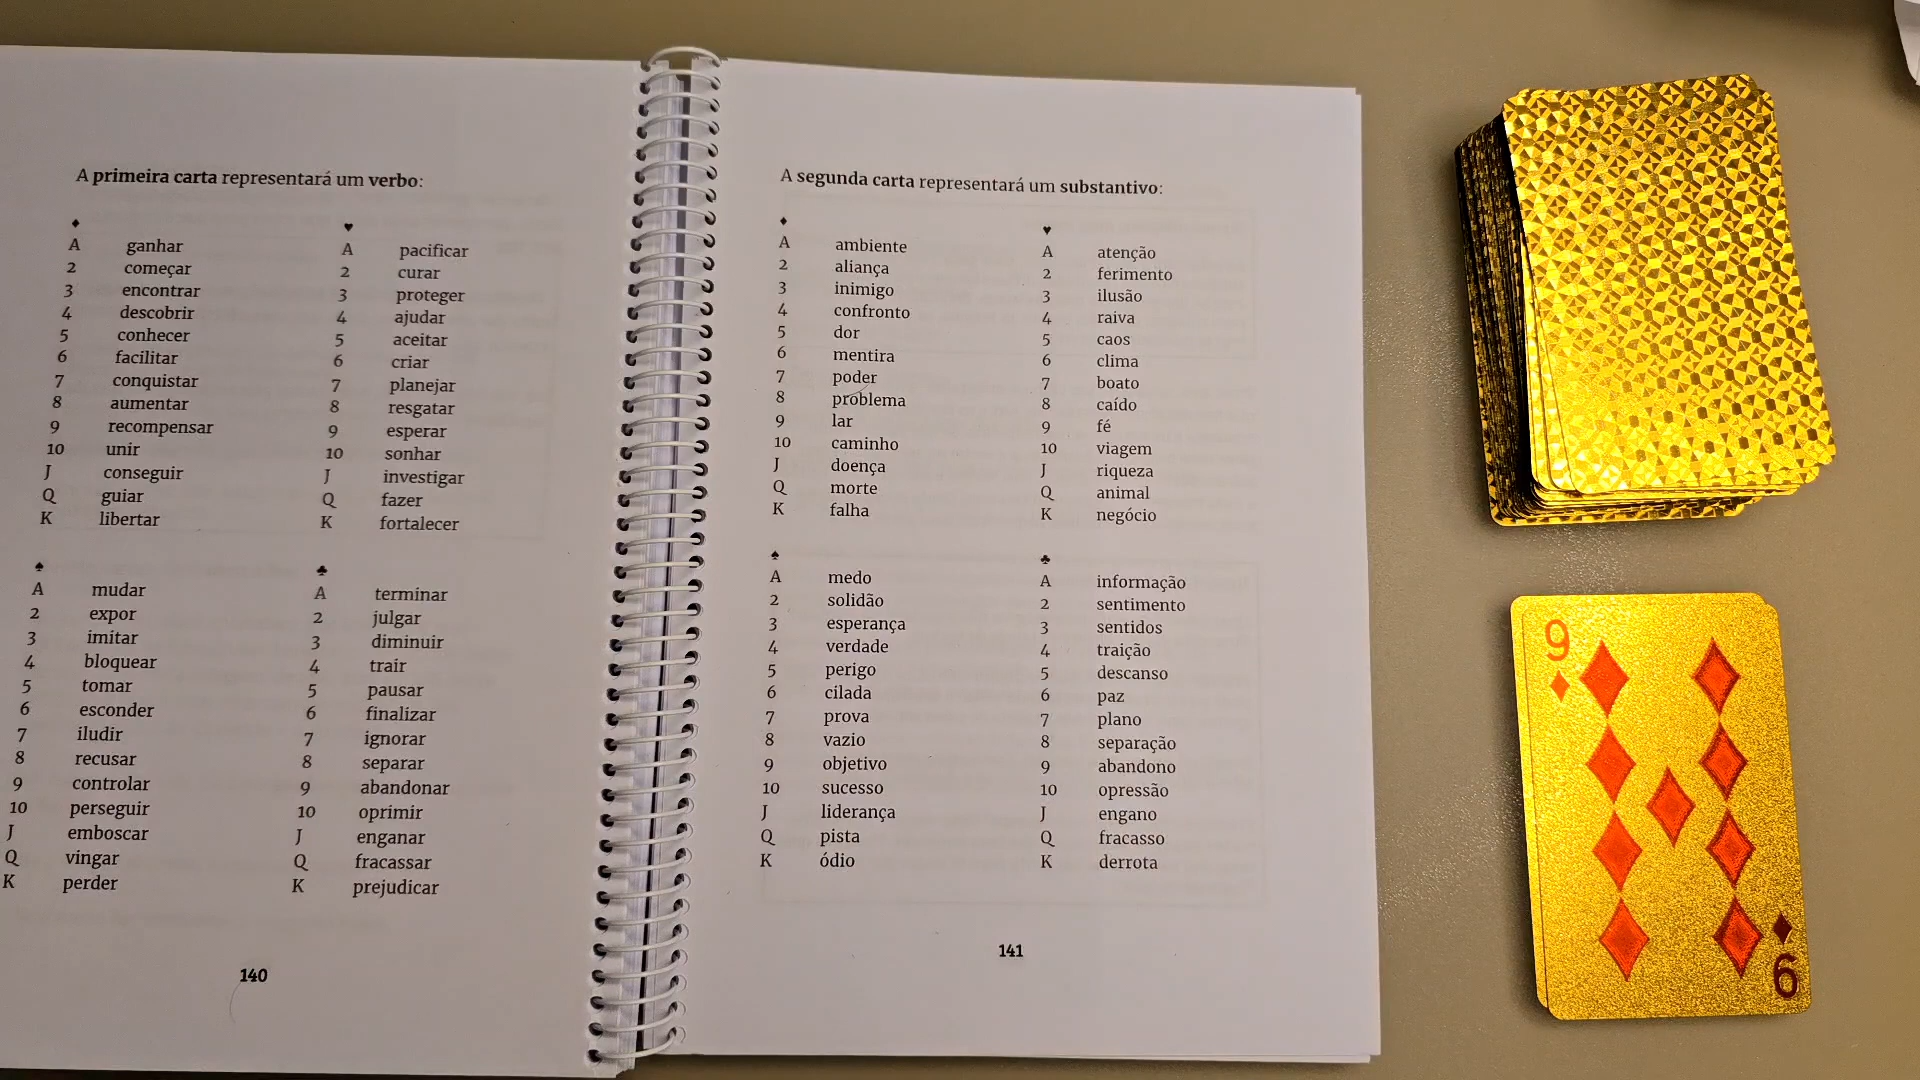 A primeira carta representará um verbo:
♦ ♥
A ganhar A pacificar
2 começar 2 curar
3 encontrar 3 proteger
4 descobrir 4 ajudar
5 conhecer 5 aceitar
6 facilitar 6 criar
7 conquistar 7 planejar
8 aumentar 8 resgatar
9 recompensar 9 esperar
10 unir 10 sonhar
J conseguir J investigar
Q guiar Q fazer
K libertar K fortalecer
♠ ♣
A mudar A terminar
2 expor 2 julgar
3 imitar 3 diminuir
4 bloquear 4 trair
5 tomar 5 pausar
6 esconder 6 finalizar
7 iludir 7 ignorar
8 recusar 8 separar
9 controlar 9 abandonar
10 perseguir 10 oprimir
J emboscar J enganar
Q vingar Q fracassar
K perder K prejudicar
140
A segunda carta representará um substantivo:
♦ ♥
A ambiente A atenção
2 aliança 2 ferimento
3 inimigo 3 ilusão
4 confronto 4 raiva
5 dor 5 caos
6 mentira 6 clima
7 poder 7 boato
8 problema 8 caído
9 lar 9 fé
10 caminho 10 viagem
J doença J riqueza
Q morte Q animal
K falha K negócio
♠ ♣
A medo A informação
2 solidão 2 sentimento
3 esperança 3 sentidos
4 verdade 4 traição
5 perigo 5 descanso
6 cilada 6 paz
7 prova 7 plano
8 vazio 8 separação
9 objetivo 9 abandono
10 sucesso 10 opressão
J liderança J engano
Q pista Q fracasso
K ódio K derrota
141
9
9